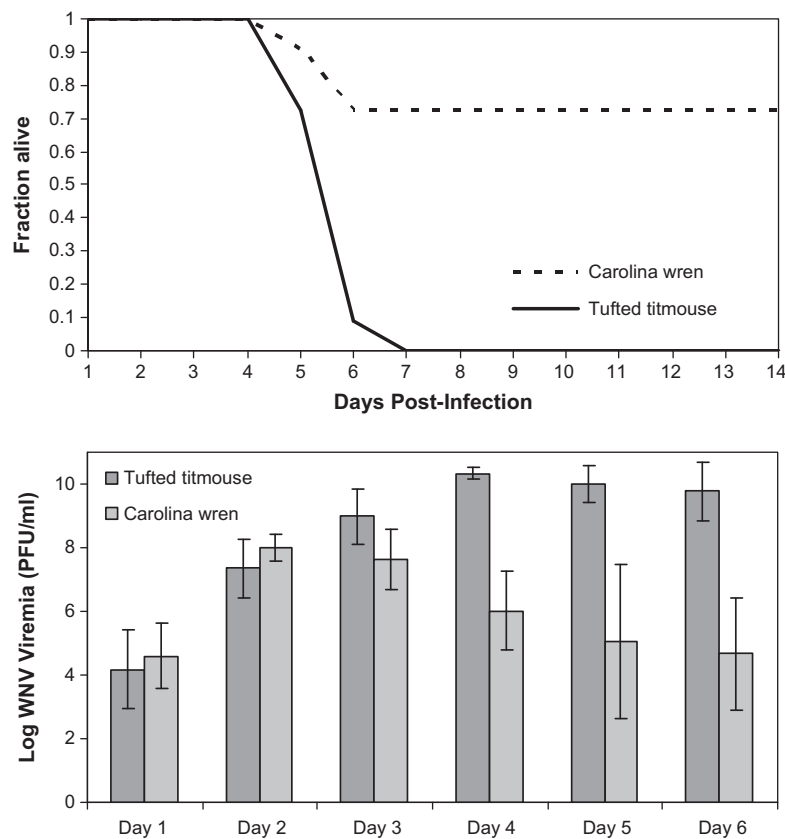 Fraction alive
1
0.9
0.8
0.7
0.6
0.5
0.4
0.3
0.2
0.1
0
Carolina wren
Tufted titmouse
1 2 3 4 5 6 7 8 9 10 11 12 13 14
Days Post-Infection
Log WNV Viremia (PFU/ml)
10
8
6
4
2
0
Tufted titmouse
Carolina wren
Day 1 Day 2 Day 3 Day 4 Day 5 Day 6